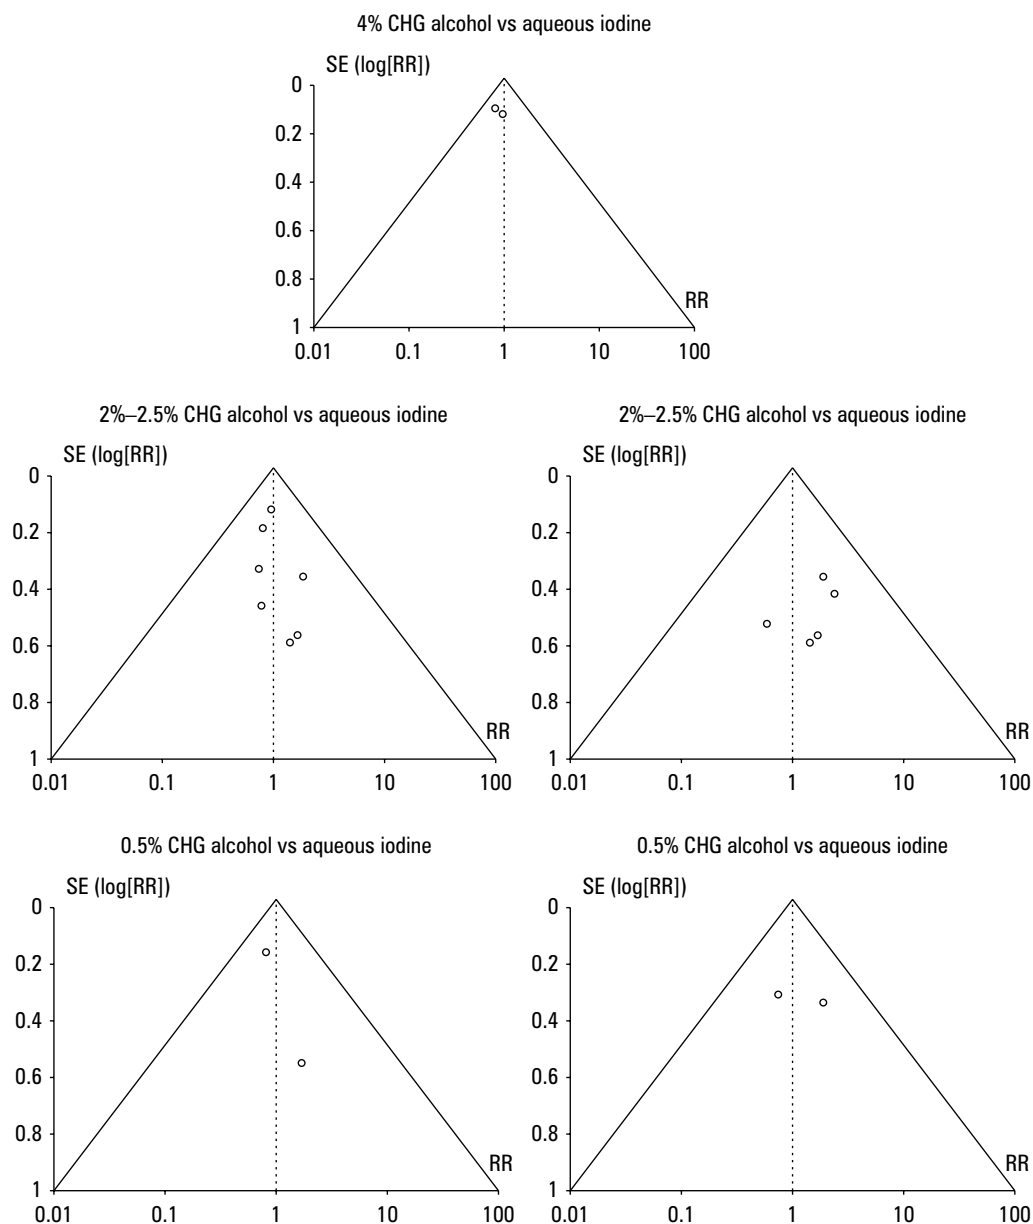 4% CHG alcohol vs aqueous iodine
SE (log[RR])
0
0.2
0.4
0.6
0.8
RR
1
0.01 0.1 1 10 100
2%–2.5% CHG alcohol vs aqueous iodine
SE (log[RR])
0
0.2
0.4
0.6
0.8
RR
1
0.01 0.1 1 10 100
2%–2.5% CHG alcohol vs aqueous iodine
SE (log[RR])
0
0.2
0.4
0.6
0.8
RR
1
0.01 0.1 1 10 100
0.5% CHG alcohol vs aqueous iodine
SE (log[RR])
0
0.2
0.4
0.6
0.8
RR
1
0.01 0.1 1 10 100
0.5% CHG alcohol vs aqueous iodine
SE (log[RR])
0
0.2
0.4
0.6
0.8
RR
1
0.01 0.1 1 10 100